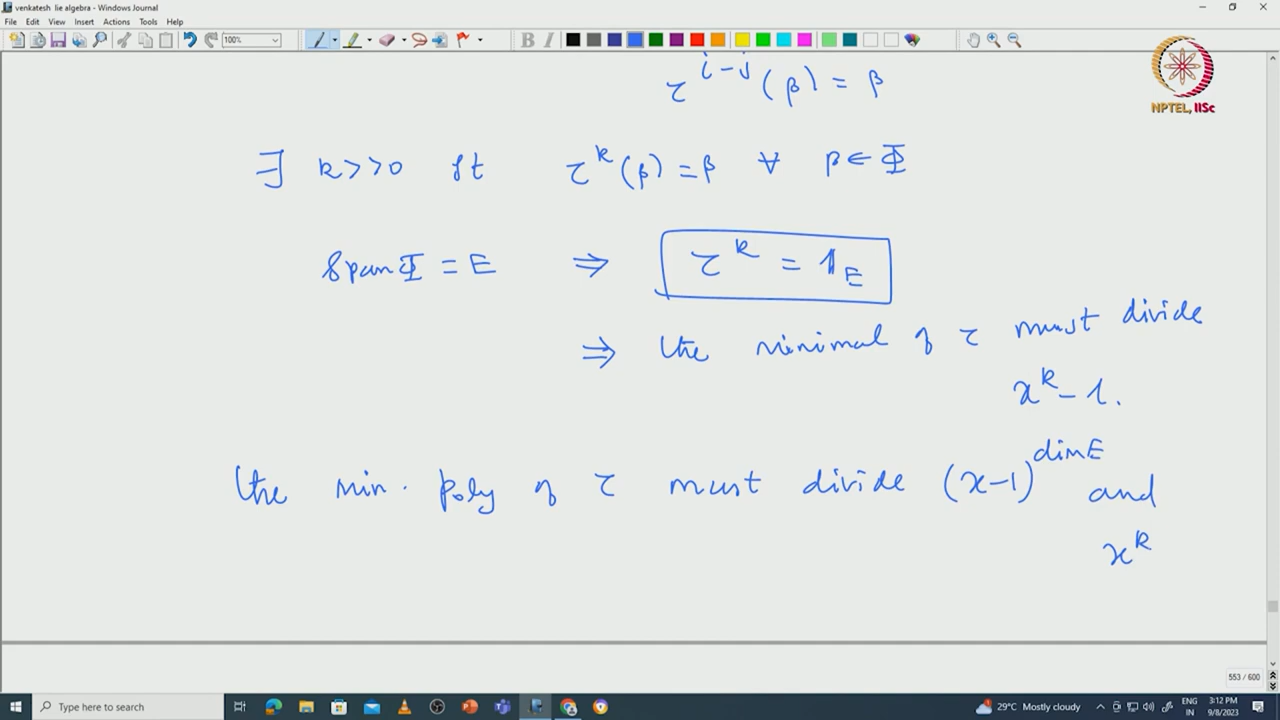 venkatesh lie algebra - Windows Journal
File Edit View Insert Actions Tools Help
100%
B I
NPTEL, IISc
τ^{i-j} (β) = β
∃ k>>0 st τ^k (β) = β ∀ β ∈ Φ
Span Φ = E ⇒ τ^k = 1_E
⇒ the minimal of τ must divide
x^k - 1.
the min. poly of τ must divide (x-1)^{dim E} and
x^k
553 / 600
Type here to search
29°C Mostly cloudy
ENG
IN
3:12 PM
9/8/2023